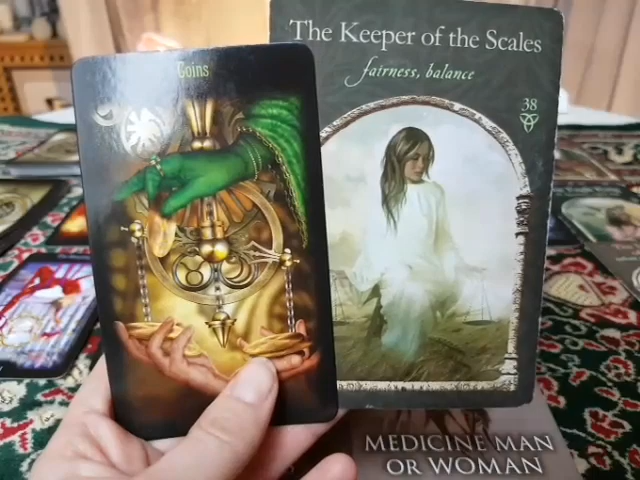 Coins
The Keeper of the Scales
fairness, balance
38
MEDICINE MAN
OR WOMAN